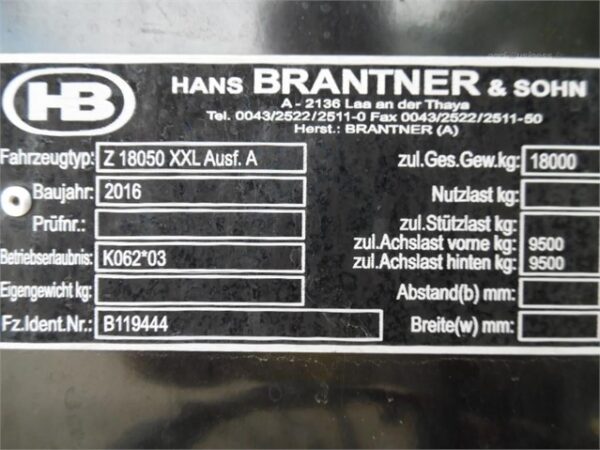 HB
HANS BRANTNER & SOHN
A - 2136 Laa an der Thaya
Tel. 0043/2522/2511-0 Fax 0043/2522/2511-50
Herst.: BRANTNER (A)
Fahrzeugtyp: Z 18050 XXL Ausf. A
Baujahr: 2016
Prüfnr.:
Betriebserlaubnis: K062*03
Eigengewicht kg:
Fz.Ident.Nr.: B119444
zul.Ges.Gew.kg: 18000
Nutzlast kg:
zul.Stützlast kg:
zul.Achslast vorne kg: 9500
zul.Achslast hinten kg: 9500
Abstand(b) mm:
Breite(w) mm: